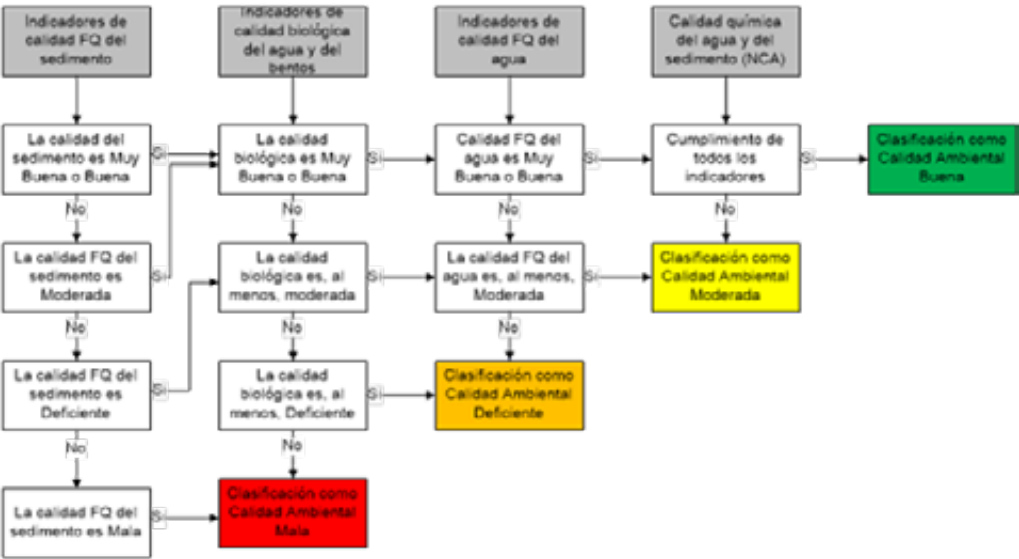 Indicadores de
calidad FQ del
sedimento
Indicadores de
calidad biológica
del agua y del
bentos
Indicadores de
calidad FQ del
agua
Calidad química
del agua y del
sedimento (NCA)
La calidad del
sedimento es Muy
Buena o Buena
Si
La calidad
biológica es Muy
Buena o Buena
Si
Calidad FQ del
agua es Muy
Buena o Buena
Si
Cumplimiento de
todos los
indicadores
Si
Clasificación como
Calidad Ambiental
Buena
No
No
No
No
La calidad FQ del
sedimento es
Moderada
Si
La calidad
biológica es, al
menos, moderada
Si
La calidad FQ del
agua es, al menos,
Moderada
Si
Clasificación como
Calidad Ambiental
Moderada
No
No
No
La calidad FQ del
sedimento es
Deficiente
Si
La calidad
biológica es, al
menos, Deficiente
Si
Clasificación como
Calidad Ambiental
Deficiente
No
No
La calidad FQ del
sedimento es Mala
Si
Clasificación como
Calidad Ambiental
Mala